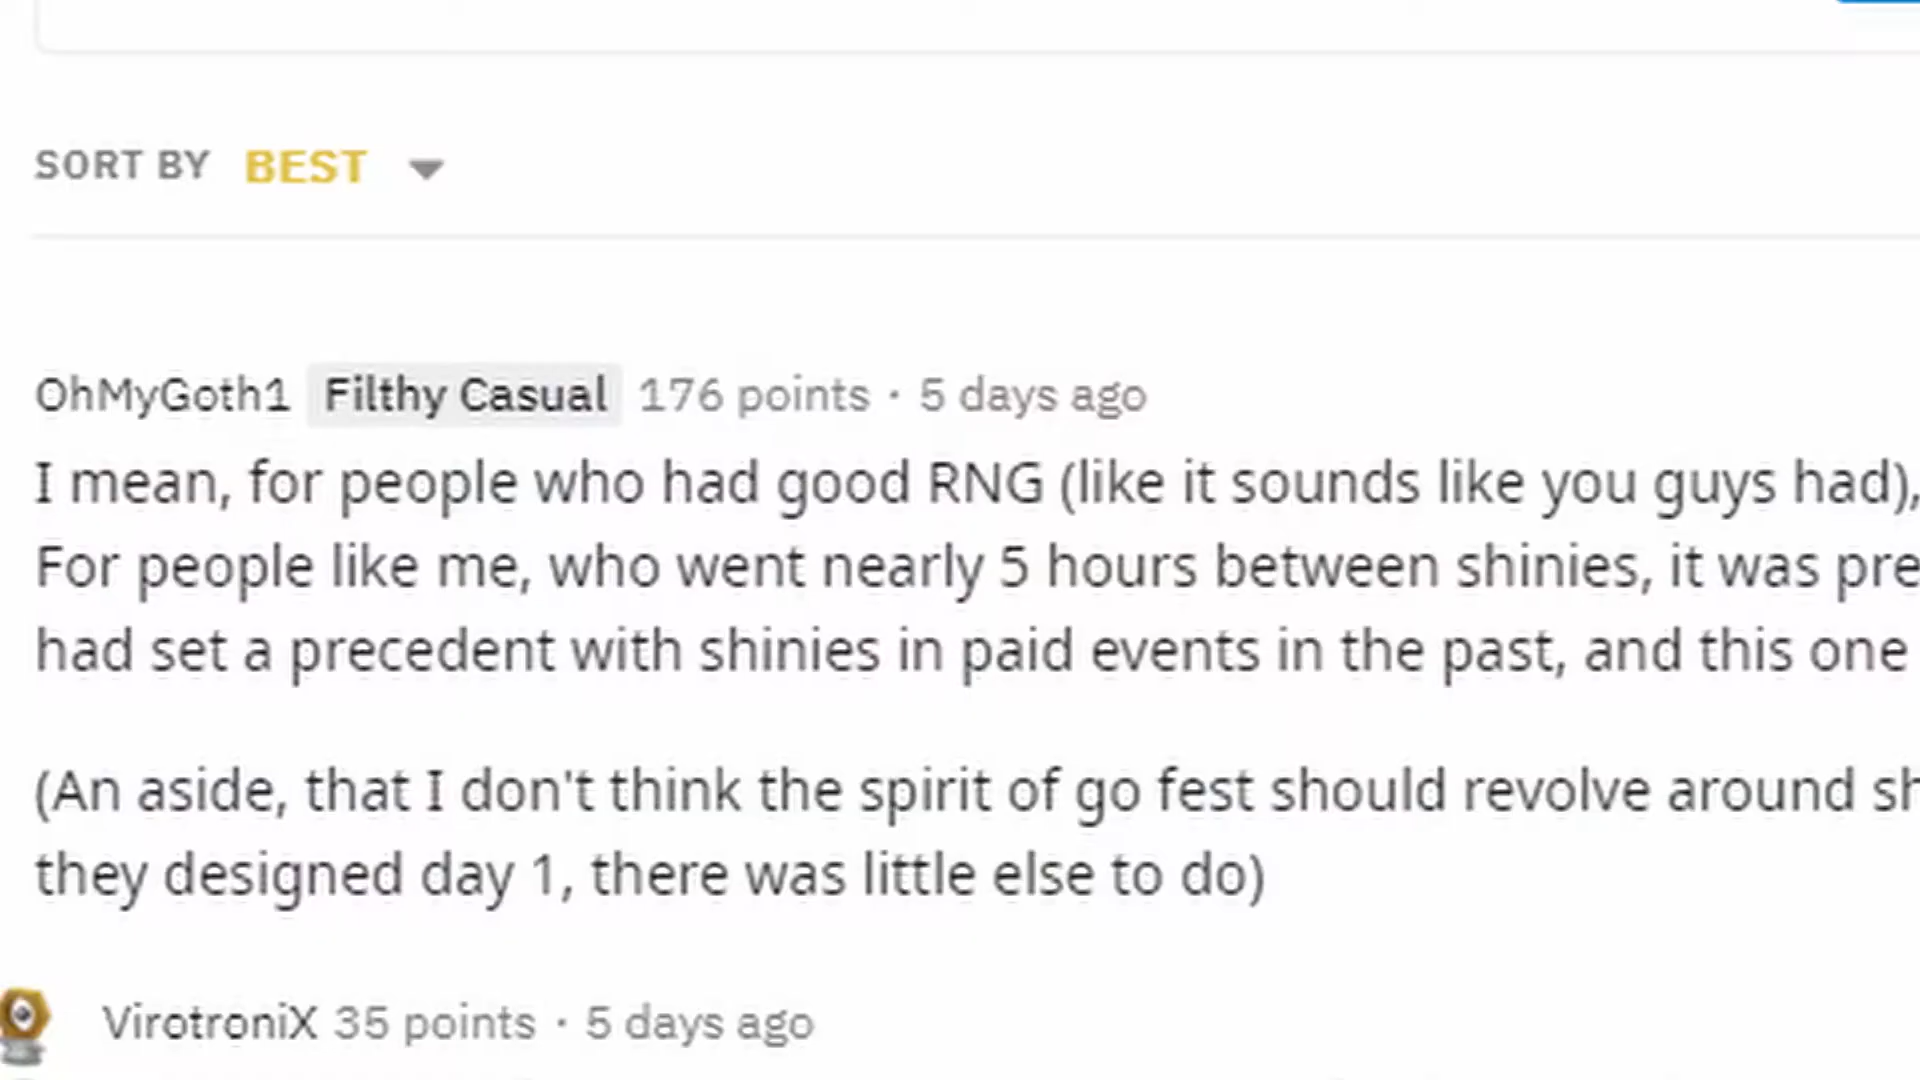 SORT BY BEST
OhMyGoth1 Filthy Casual 176 points · 5 days ago
I mean, for people who had good RNG (like it sounds like you guys had),
For people like me, who went nearly 5 hours between shinies, it was pre
had set a precedent with shinies in paid events in the past, and this one
(An aside, that I don't think the spirit of go fest should revolve around sh
they designed day 1, there was little else to do)
VirotroniX 35 points · 5 days ago